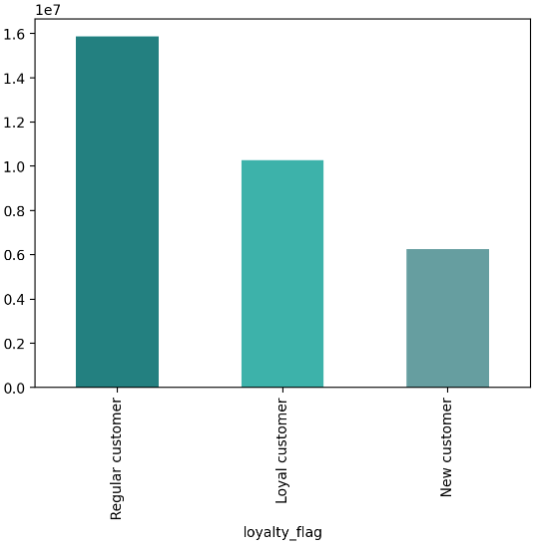 1e7
1.6
1.4
1.2
1.0
0.8
0.6
0.4
0.2
0.0
Regular customer
Loyal customer
New customer
loyalty_flag